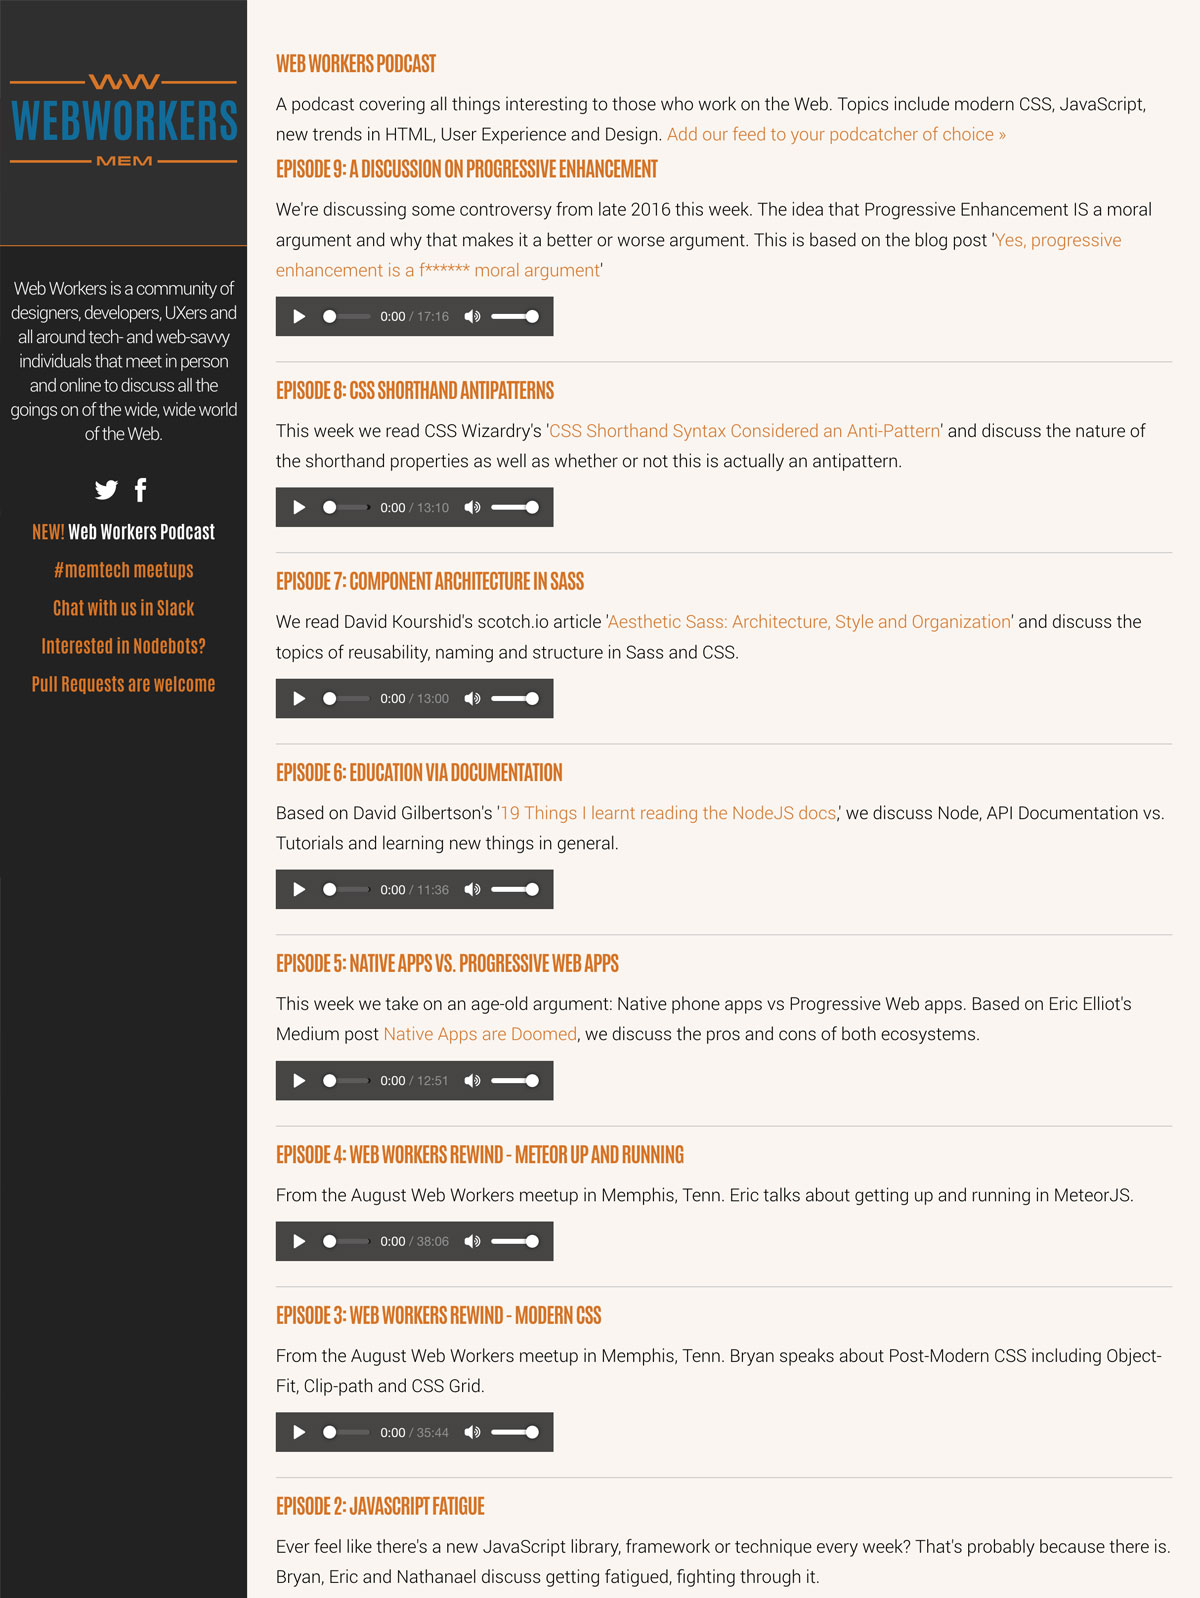 WW
WEBWORKERS
MEM
Web Workers is a community of
designers, developers, UXers and
all around tech- and web-savvy
individuals that meet in person
and online to discuss all the
goings on of the wide, wide world
of the Web.
NEW! Web Workers Podcast
#memtech meetups
Chat with us in Slack
Interested in Nodebots?
Pull Requests are welcome
WEB WORKERS PODCAST
A podcast covering all things interesting to those who work on the Web. Topics include modern CSS, JavaScript,
new trends in HTML, User Experience and Design. Add our feed to your podcatcher of choice »
EPISODE 9: A DISCUSSION ON PROGRESSIVE ENHANCEMENT
We're discussing some controversy from late 2016 this week. The idea that Progressive Enhancement IS a moral
argument and why that makes it a better or worse argument. This is based on the blog post 'Yes, progressive
enhancement is a f****** moral argument'
0:00 / 17:16
EPISODE 8: CSS SHORTHAND ANTIPATTERNS
This week we read CSS Wizardry's 'CSS Shorthand Syntax Considered an Anti-Pattern' and discuss the nature of
the shorthand properties as well as whether or not this is actually an antipattern.
0:00 / 13:10
EPISODE 7: COMPONENT ARCHITECTURE IN SASS
We read David Kourshid's scotch.io article 'Aesthetic Sass: Architecture, Style and Organization' and discuss the
topics of reusability, naming and structure in Sass and CSS.
0:00 / 13:00
EPISODE 6: EDUCATION VIA DOCUMENTATION
Based on David Gilbertson's '19 Things I learnt reading the NodeJS docs,' we discuss Node, API Documentation vs.
Tutorials and learning new things in general.
0:00 / 11:36
EPISODE 5: NATIVE APPS VS. PROGRESSIVE WEB APPS
This week we take on an age-old argument: Native phone apps vs Progressive Web apps. Based on Eric Elliot's
Medium post Native Apps are Doomed, we discuss the pros and cons of both ecosystems.
0:00 / 12:51
EPISODE 4: WEB WORKERS REWIND - METEOR UP AND RUNNING
From the August Web Workers meetup in Memphis, Tenn. Eric talks about getting up and running in MeteorJS.
0:00 / 38:06
EPISODE 3: WEB WORKERS REWIND - MODERN CSS
From the August Web Workers meetup in Memphis, Tenn. Bryan speaks about Post-Modern CSS including Object-
Fit, Clip-path and CSS Grid.
0:00 / 35:44
EPISODE 2: JAVASCRIPT FATIGUE
Ever feel like there's a new JavaScript library, framework or technique every week? That's probably because there is.
Bryan, Eric and Nathanael discuss getting fatigued, fighting through it.